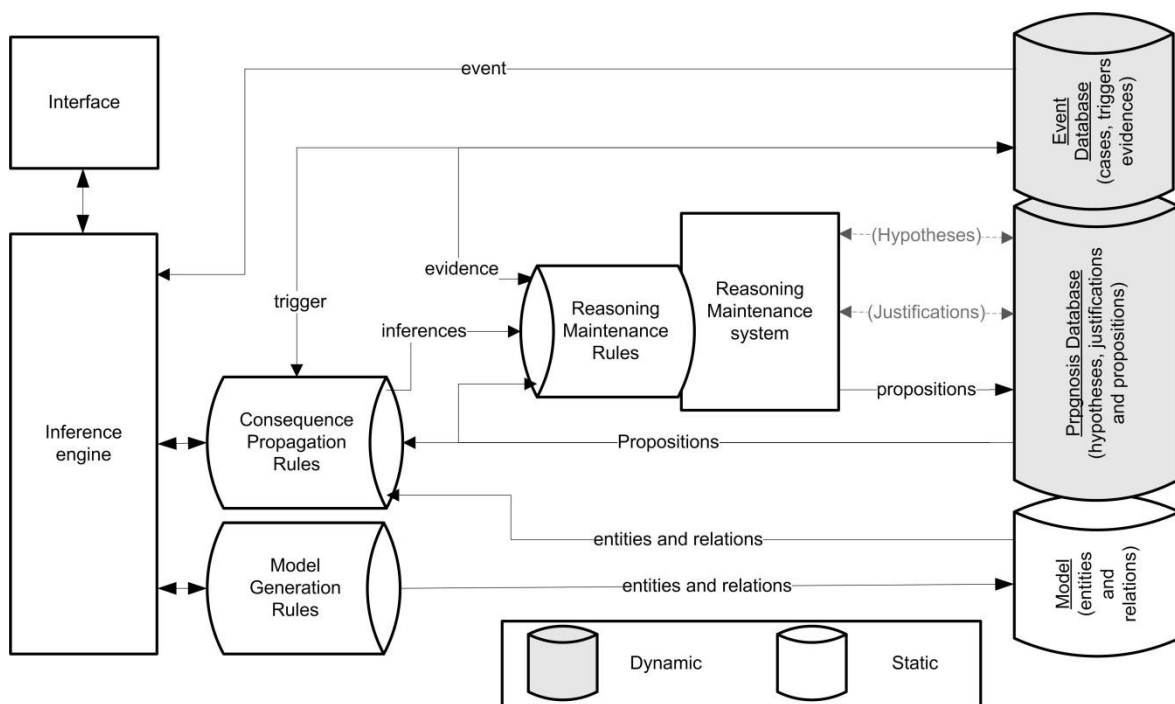 Interface
event
Event
Database
(cases, triggers
evidences)
(Hypotheses)
evidence
Reasoning
Maintenance
Rules
Reasoning
Maintenance
system
trigger
inferences
(Justifications)
propositions
Prpgnosis Database
(hypotheses, justifications
and propositions)
Inference
engine
Consequence
Propagation
Rules
Propositions
entities and relations
Model
Generation
Rules
entities and relations
Model
(entities
and
relations)
Dynamic
Static